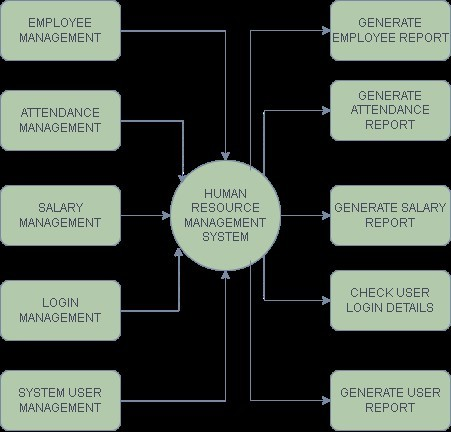 EMPLOYEE
MANAGEMENT
GENERATE
EMPLOYEE REPORT
ATTENDANCE
MANAGEMENT
GENERATE
ATTENDANCE
REPORT
SALARY
MANAGEMENT
HUMAN
RESOURCE
MANAGEMENT
SYSTEM
GENERATE SALARY
REPORT
LOGIN
MANAGEMENT
CHECK USER
LOGIN DETAILS
SYSTEM USER
MANAGEMENT
GENERATE USER
REPORT